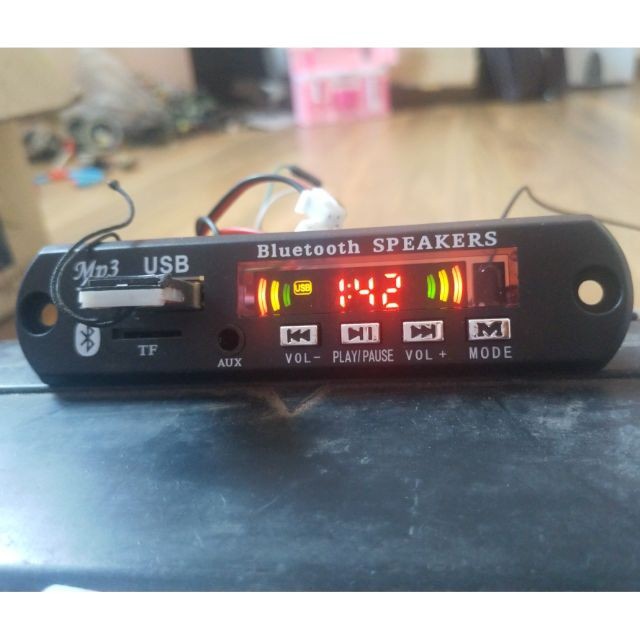 Bluetooth SPEAKERS
Mp3 USB
USB 1:42
TF
AUX
VOL-
PLAY/PAUSE
VOL +
M
MODE